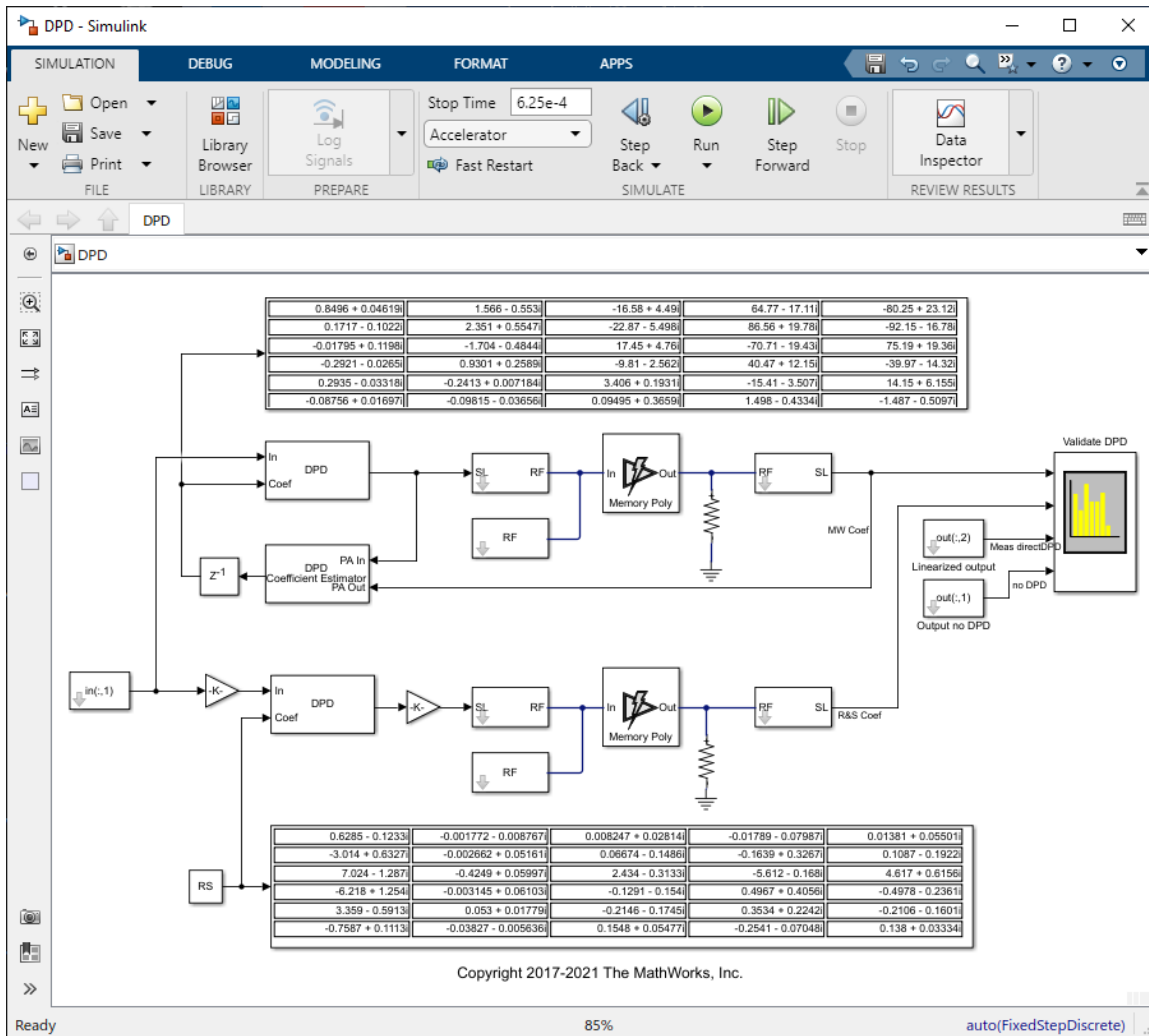 DPD - Simulink
SIMULATION DEBUG MODELING FORMAT APPS
New
Open
Save
Print
FILE
Library
Browser
LIBRARY
Log
Signals
PREPARE
Stop Time 6.25e-4
Accelerator
Fast Restart
Step
Back
Run
Step
Forward
Stop
SIMULATE
Data
Inspector
REVIEW RESULTS
DPD
DPD
0.8496 + 0.04619i 1.566 - 0.553i -16.58 + 4.49i 64.77 - 17.11i -80.25 + 23.12i
0.1717 - 0.1022i 2.351 + 0.5547i -22.87 - 5.498i 86.56 + 19.78i -92.15 - 16.78i
-0.01795 + 0.1198i -1.704 - 0.4844i 17.45 + 4.76i -70.71 - 19.43i 75.19 + 19.36i
-0.2921 - 0.0265i 0.9301 + 0.2589i -9.81 - 2.562i 40.47 + 12.15i -39.97 - 14.32i
0.2935 - 0.03318i -0.2413 + 0.007184i 3.406 + 0.1931i -15.41 - 3.507i 14.15 + 6.155i
-0.08756 + 0.01697i -0.09815 - 0.03656i 0.09495 + 0.3659i 1.498 - 0.4334i -1.487 - 0.5097i
Validate DPD
In
DPD
Coef
SL RF
In Out
Memory Poly
RF SL
RF
MW Coef
out(:,2)
Meas directDPD
Linearized output
no DPD
out(:,1)
Output no DPD
z-1
PA In
DPD
Coefficient Estimator
PA Out
in(:,1)
-K-
In
DPD
Coef
-K-
SL RF
In Out
Memory Poly
RF SL
R&S Coef
RF
0.6285 - 0.1233i -0.001772 - 0.008767i 0.008247 + 0.02814i -0.01789 - 0.07987i 0.01381 + 0.05501i
-3.014 + 0.6327i -0.002662 + 0.05161i 0.06674 - 0.1486i -0.1639 + 0.3267i 0.1087 - 0.1922i
7.024 - 1.287i -0.4249 + 0.05997i 2.434 - 0.3133i -5.612 - 0.168i 4.617 + 0.6156i
-6.218 + 1.254i -0.003145 + 0.06103i -0.1291 - 0.154i 0.4967 + 0.4056i -0.4978 - 0.2361i
3.359 - 0.5913i 0.053 + 0.01779i -0.2146 - 0.1745i 0.3534 + 0.2242i -0.2106 - 0.1601i
-0.7587 + 0.1113i -0.03827 - 0.005636i 0.1548 + 0.05477i -0.2541 - 0.07048i 0.138 + 0.03334i
RS
Copyright 2017-2021 The MathWorks, Inc.
Ready 85% auto(FixedStepDiscrete)